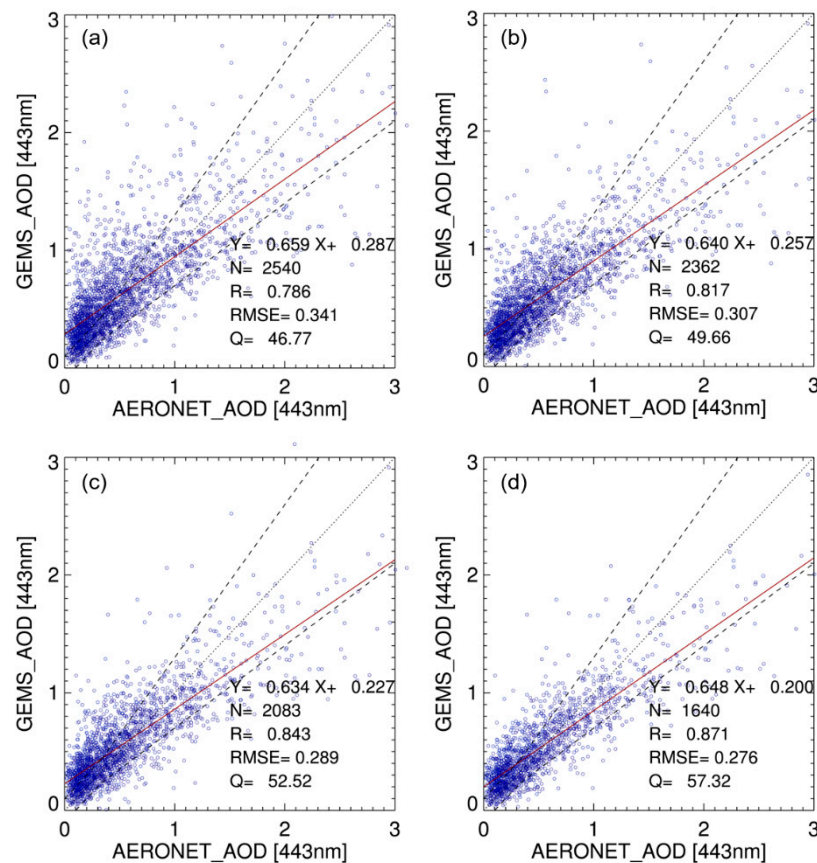 (a)
3
2
1
0
GEMS_AOD [443nm]
Y= 0.659 X+ 0.287
N= 2540
R= 0.786
RMSE= 0.341
Q= 46.77
0 1 2 3
AERONET_AOD [443nm]
(b)
3
2
1
0
GEMS_AOD [443nm]
Y= 0.640 X+ 0.257
N= 2362
R= 0.817
RMSE= 0.307
Q= 49.66
0 1 2 3
AERONET_AOD [443nm]
(c)
3
2
1
0
GEMS_AOD [443nm]
Y= 0.634 X+ 0.227
N= 2083
R= 0.843
RMSE= 0.289
Q= 52.52
0 1 2 3
AERONET_AOD [443nm]
(d)
3
2
1
0
GEMS_AOD [443nm]
Y= 0.648 X+ 0.200
N= 1640
R= 0.871
RMSE= 0.276
Q= 57.32
0 1 2 3
AERONET_AOD [443nm]